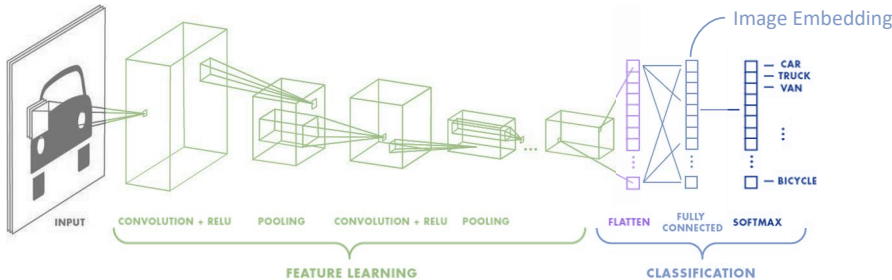 Image Embedding
CAR
TRUCK
VAN
BICYCLE
INPUT
CONVOLUTION + RELU
POOLING
CONVOLUTION + RELU
POOLING
FLATTEN
FULLY
CONNECTED
SOFTMAX
FEATURE LEARNING
CLASSIFICATION